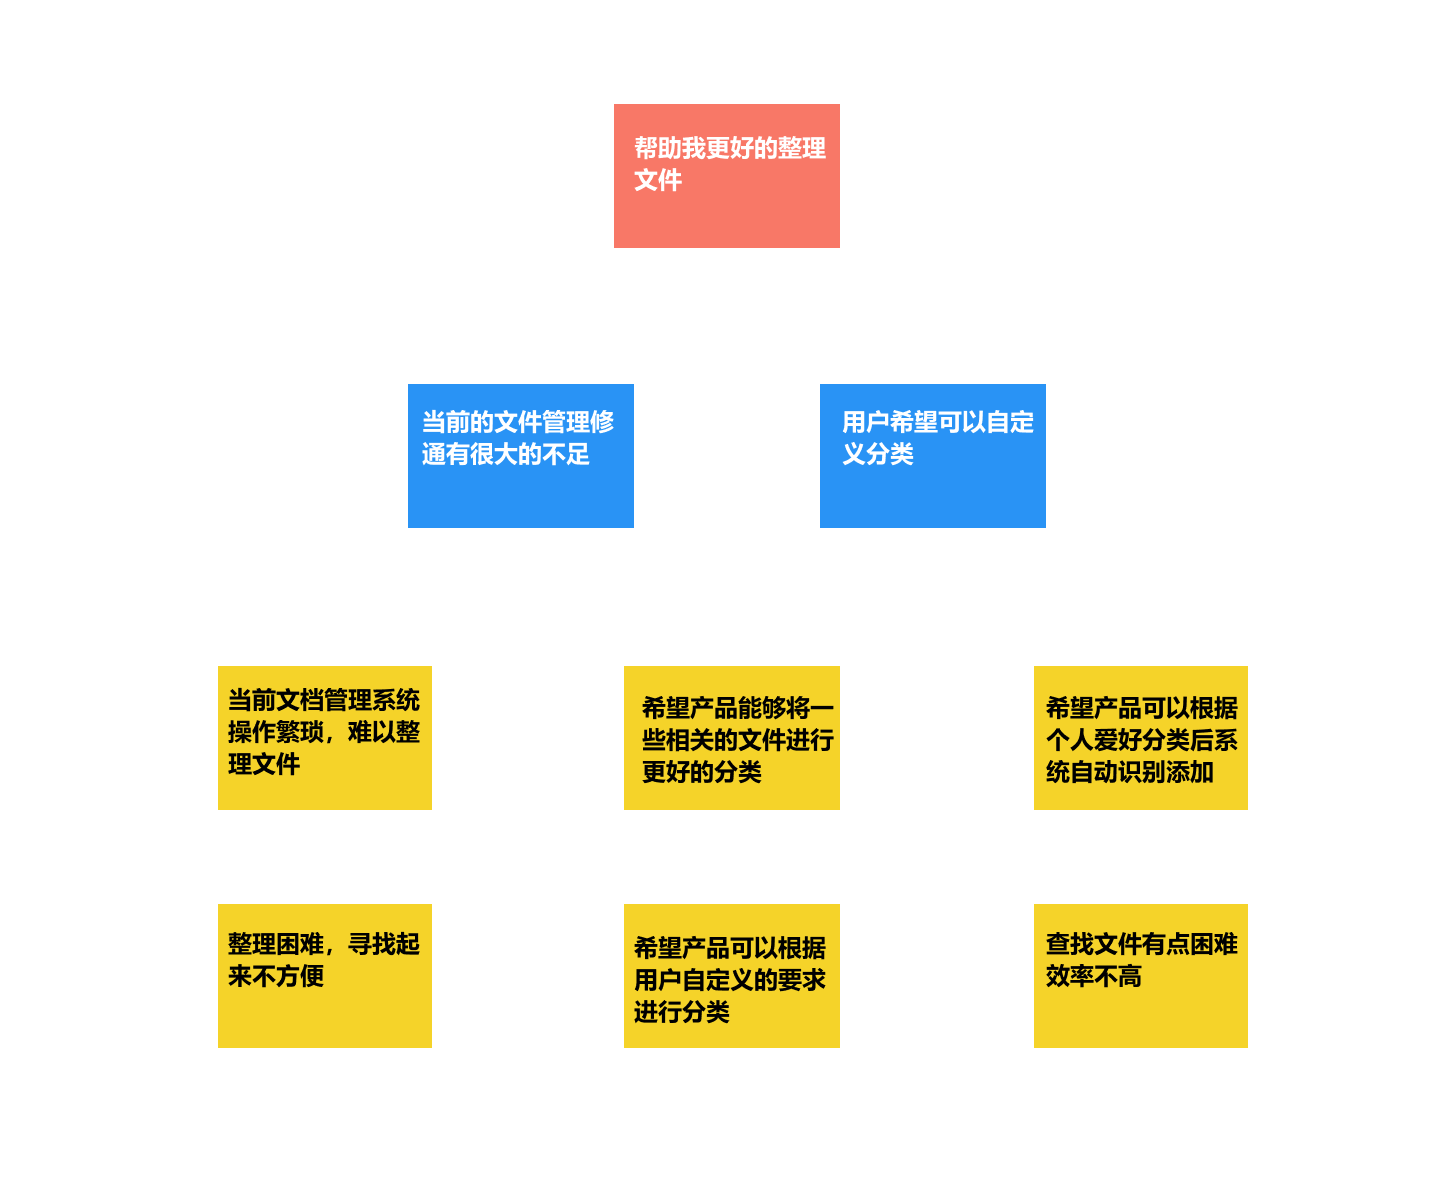 帮助我更好的整理
文件
当前的文件管理修
通有很大的不足
用户希望可以自定
义分类
当前文档管理系统
操作繁琐，难以整
理文件
希望产品能够将一
些相关的文件进行
更好的分类
希望产品可以根据
个人爱好分类后系
统自动识别添加
整理困难，寻找起
来不方便
希望产品可以根据
用户自定义的要求
进行分类
查找文件有点困难
效率不高